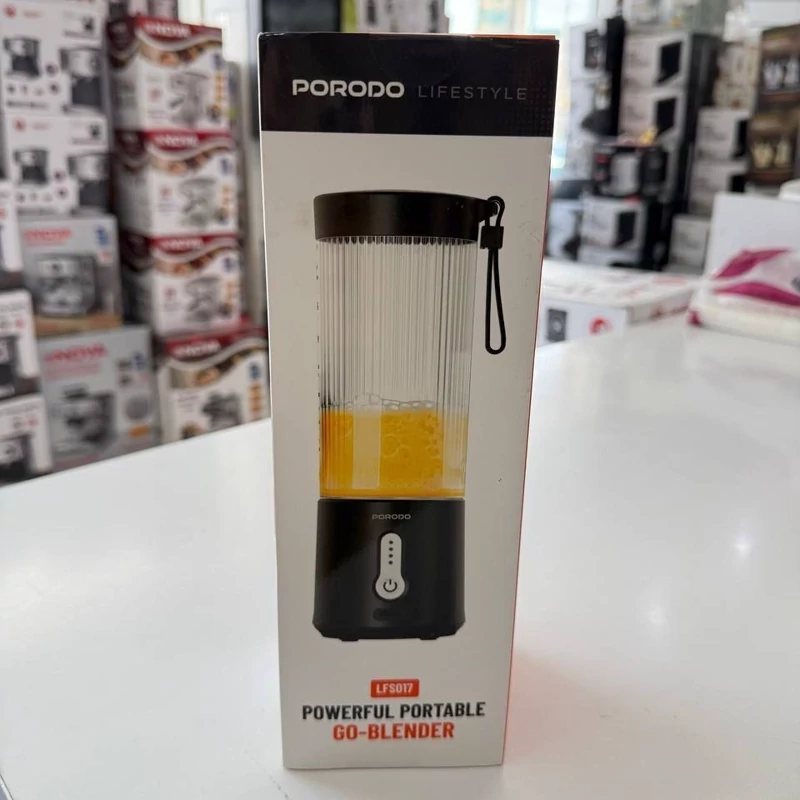 PORODO LIFESTYLE
PORODO
LFS017
POWERFUL PORTABLE
GO-BLENDER